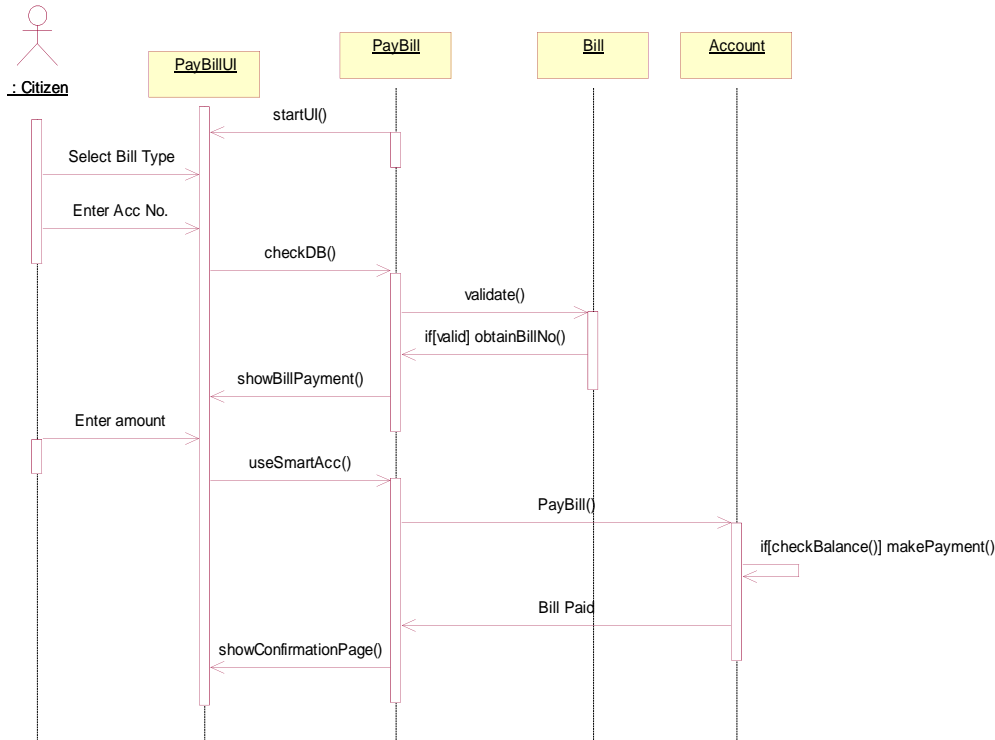 : Citizen
PayBillUI
PayBill
Bill
Account
startUI()
Select Bill Type
Enter Acc No.
checkDB()
validate()
if[valid] obtainBillNo()
showBillPayment()
Enter amount
useSmartAcc()
PayBill()
if[checkBalance()] makePayment()
Bill Paid
showConfirmationPage()